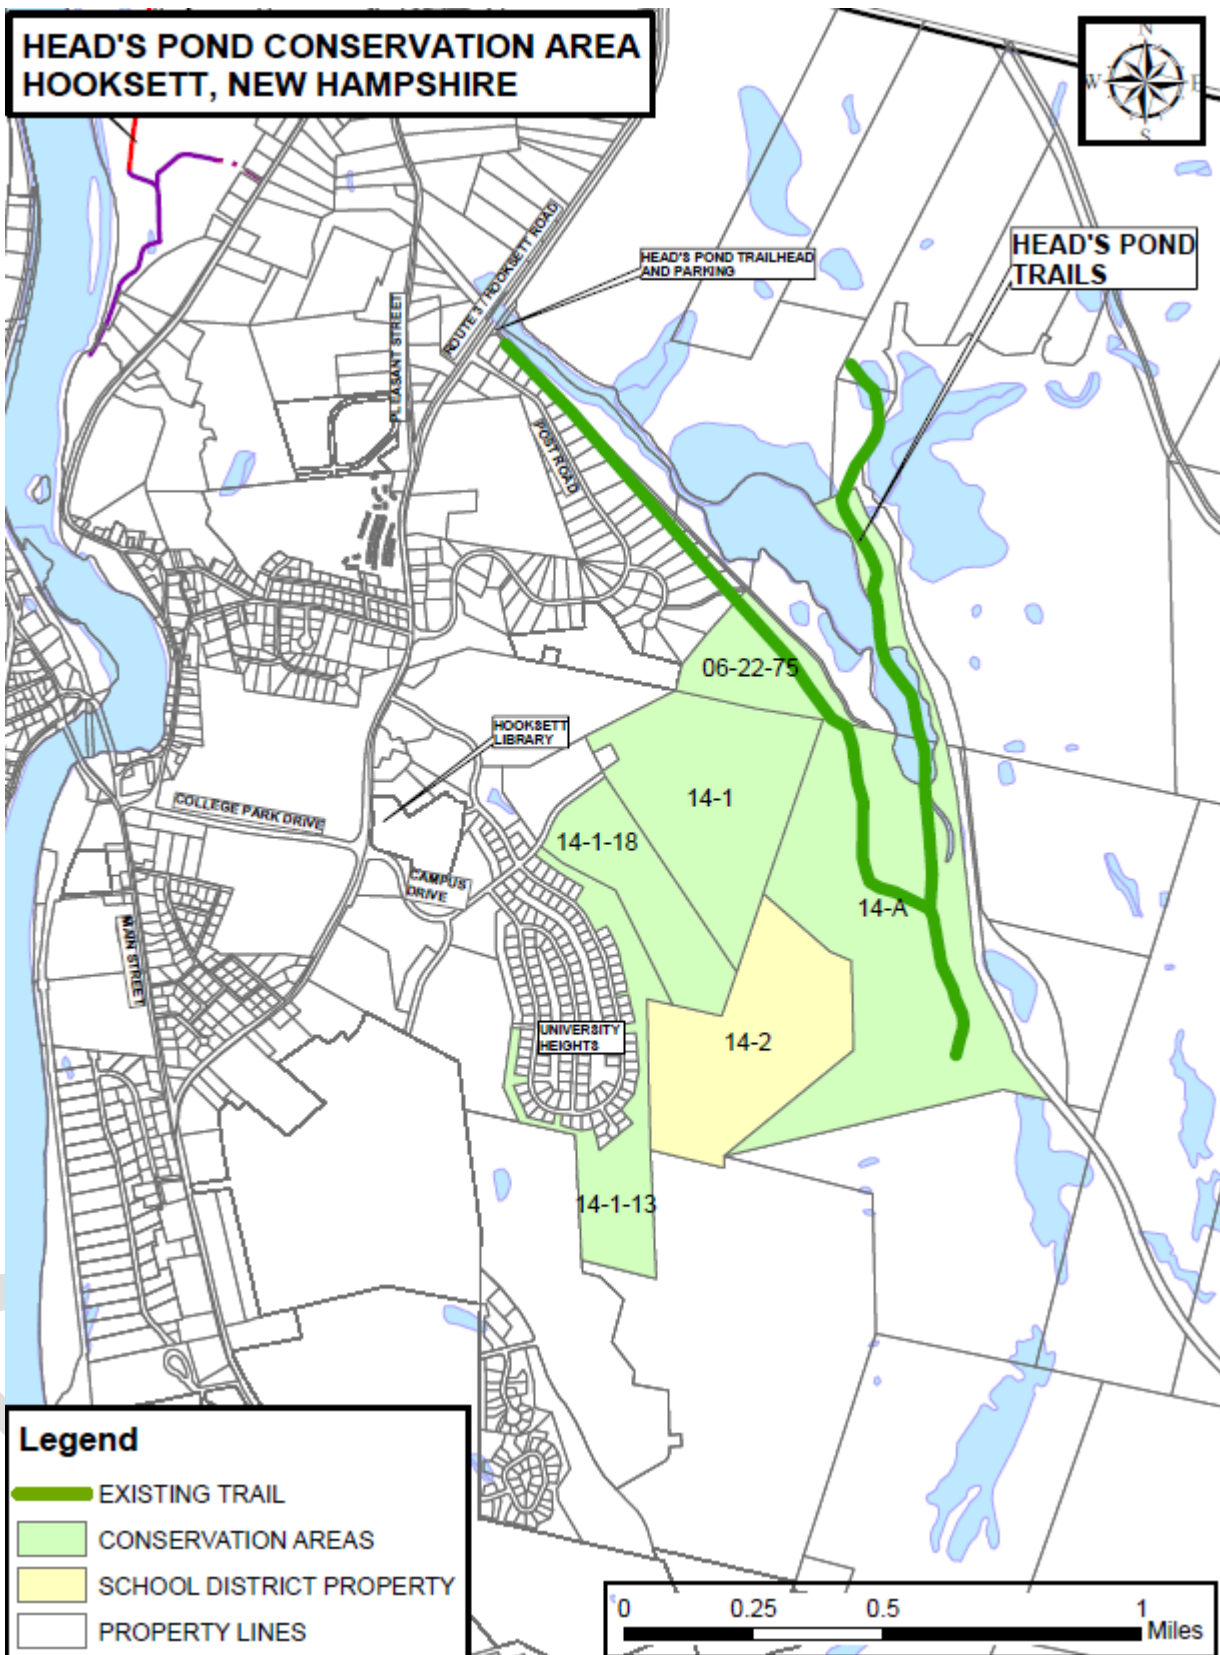 HEAD'S POND CONSERVATION AREA
HOOKSETT, NEW HAMPSHIRE
N
W E
S
HEAD'S POND TRAILHEAD
AND PARKING
HEAD'S POND
TRAILS
ROUTE 3 / HOOKSETT ROAD
PLEASANT STREET
POST ROAD
06-22-75
HOOKSETT
LIBRARY
14-1
COLLEGE PARK DRIVE
14-1-18
CAMPUS
DRIVE
14-A
MAIN STREET
UNIVERSITY
HEIGHTS
14-2
14-1-13
Legend
EXISTING TRAIL
CONSERVATION AREAS
SCHOOL DISTRICT PROPERTY
PROPERTY LINES
0 0.25 0.5 1
Miles